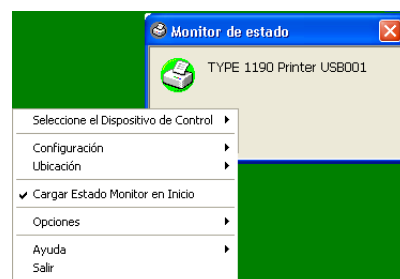 Monitor de estado
TYPE 1190 Printer USB001
Seleccione el Dispositivo de Control
Configuración
Ubicación
Cargar Estado Monitor en Inicio
Opciones
Ayuda
Salir